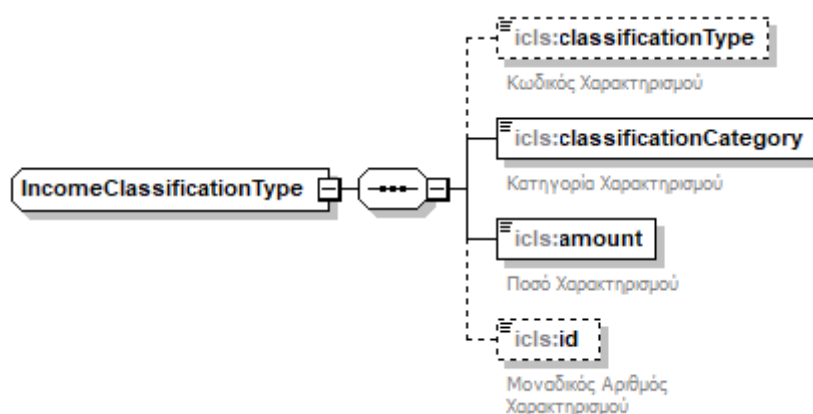 icls:classificationType
Κωδικός Χαρακτηρισμού
icls:classificationCategory
Κατηγορία Χαρακτηρισμού
IncomeClassificationType
icls:amount
Ποσό Χαρακτηρισμού
icls:id
Μοναδικός Αριθμός
Χαρακτηρισμού